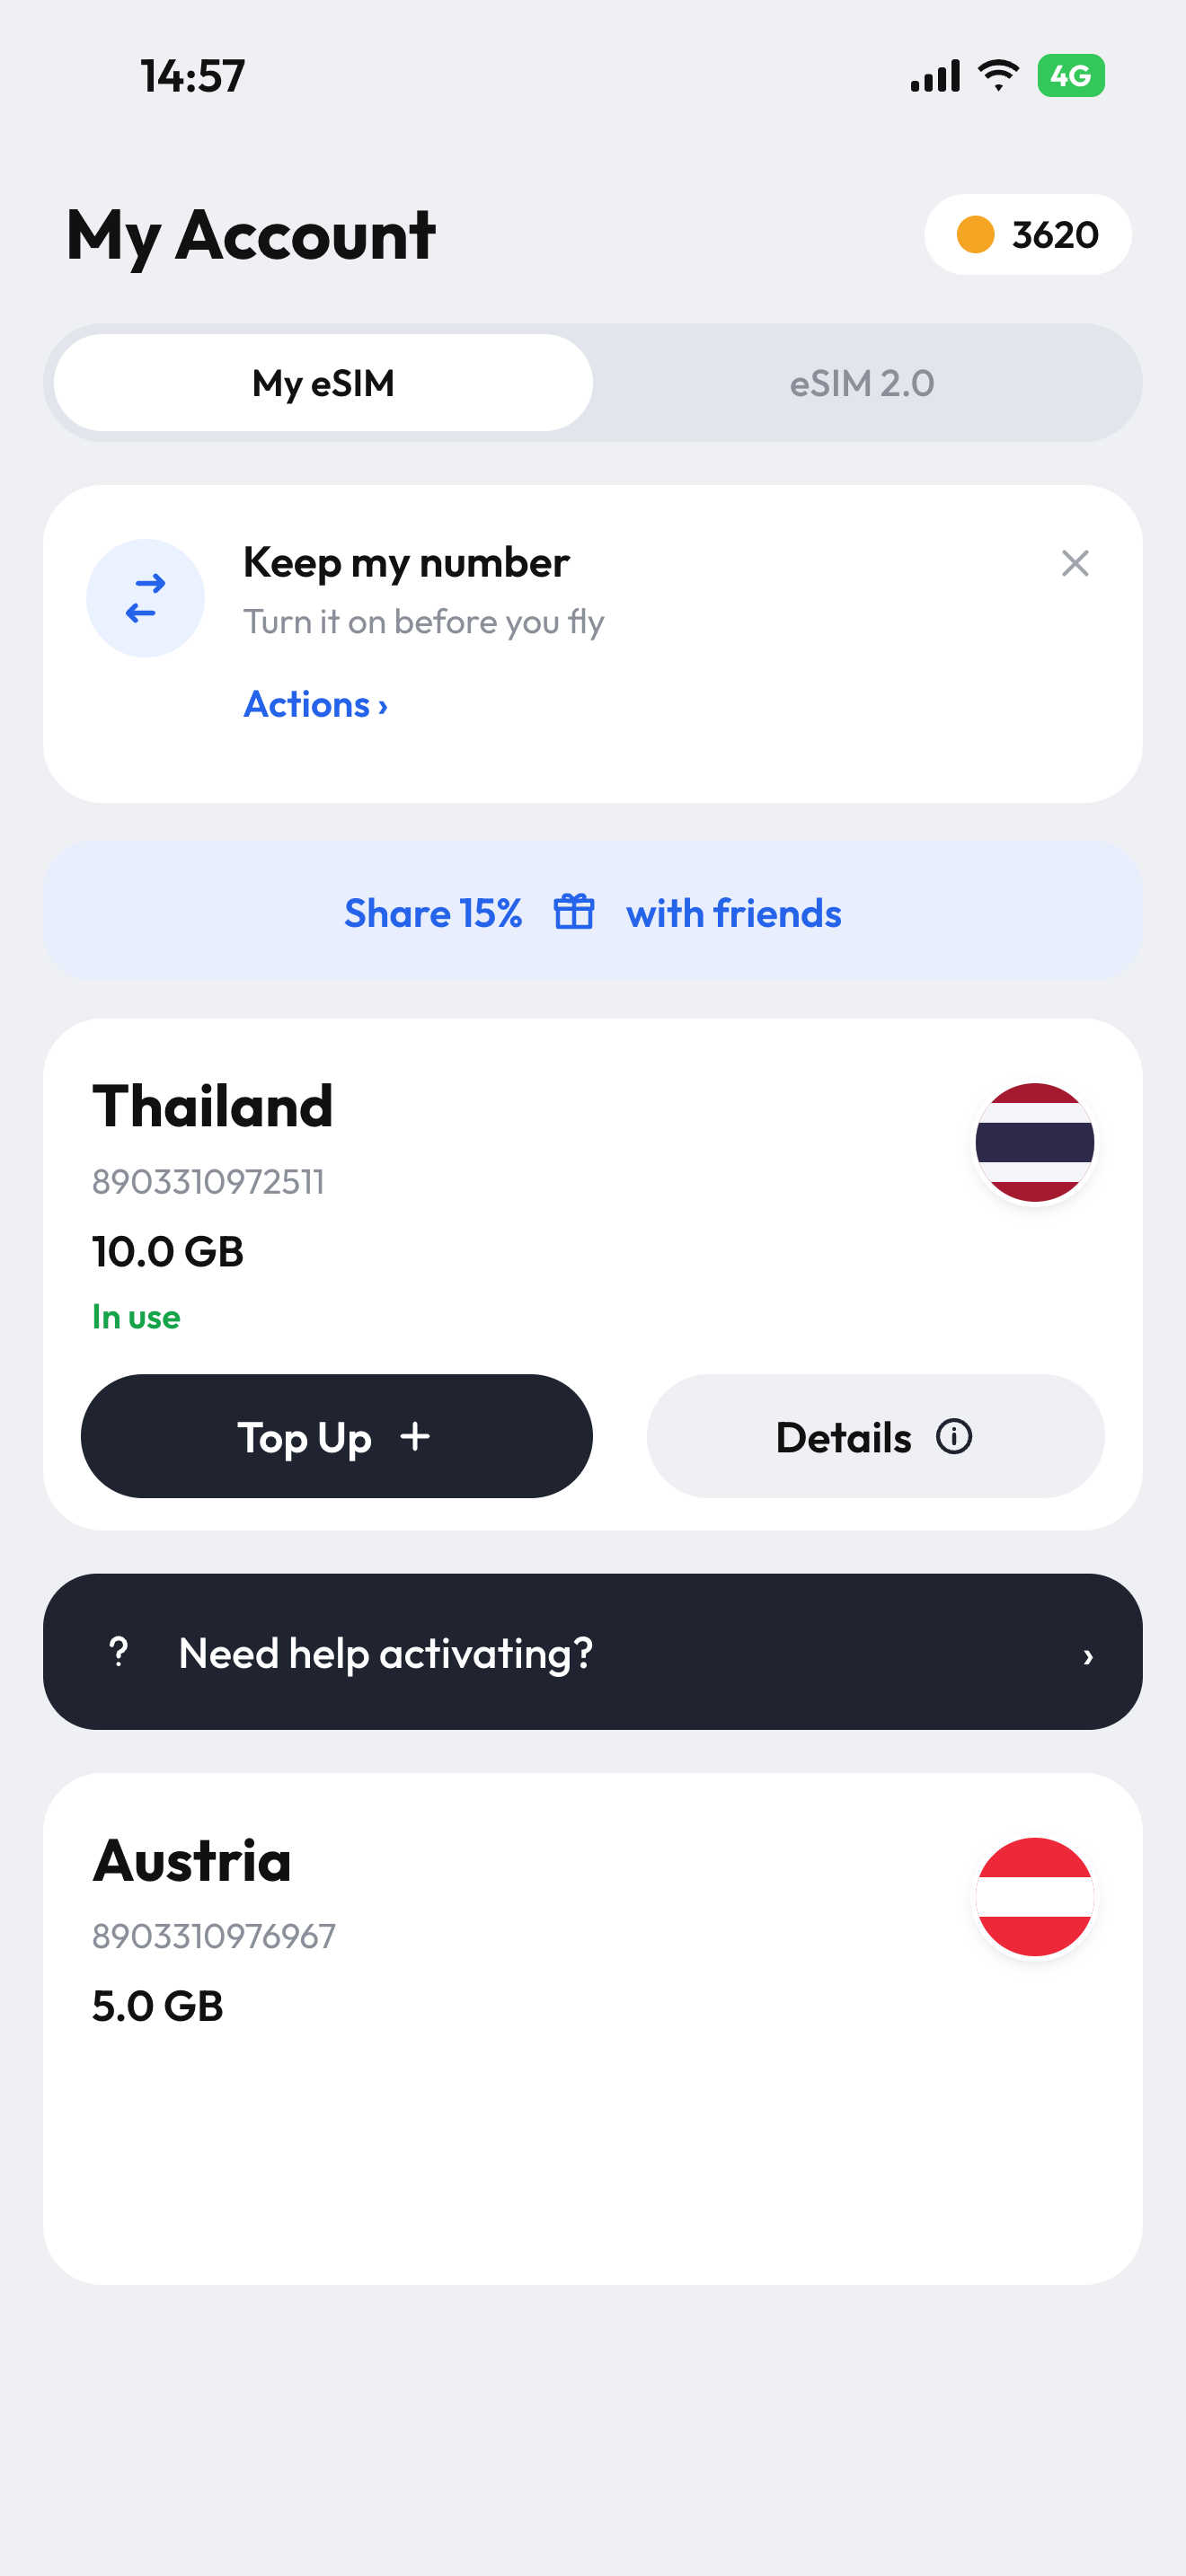 14:57
4G
My Account
3620
My eSIM
eSIM 2.0
Keep my number
Turn it on before you fly
Actions ›
Share 15% with friends
Thailand
8903310972511
10.0 GB
In use
Top Up +
Details
? Need help activating? ›
Austria
8903310976967
5.0 GB